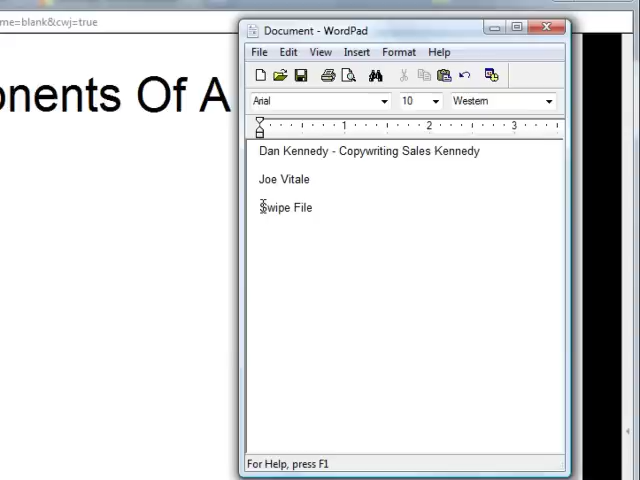 me=blank&cwj=true
onents Of A
Document - WordPad
File Edit View Insert Format Help
Arial 10 Western
1 2 3
Dan Kennedy - Copywriting Sales Kennedy
Joe Vitale
Swipe File
For Help, press F1